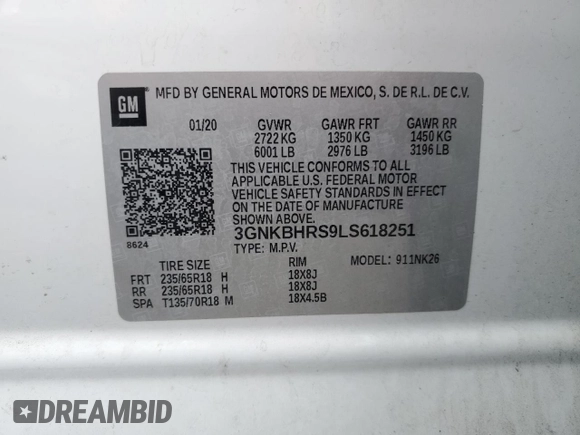 GM
MFD BY GENERAL MOTORS DE MEXICO, S. DE R.L. DE C.V.
01/20 GVWR GAWR FRT GAWR RR
2722 KG 1350 KG 1450 KG
6001 LB 2976 LB 3196 LB
THIS VEHICLE CONFORMS TO ALL
APPLICABLE U.S. FEDERAL MOTOR
VEHICLE SAFETY STANDARDS IN EFFECT
ON THE DATE OF MANUFACTURE
SHOWN ABOVE.
8624
3GNKBHRS9LS618251
TYPE: M.P.V.
TIRE SIZE RIM MODEL: 911NK26
FRT 235/65R18 H 18X8J
RR 235/65R18 H 18X8J
SPA T135/70R18 M 18X4.5B
DREAMBID